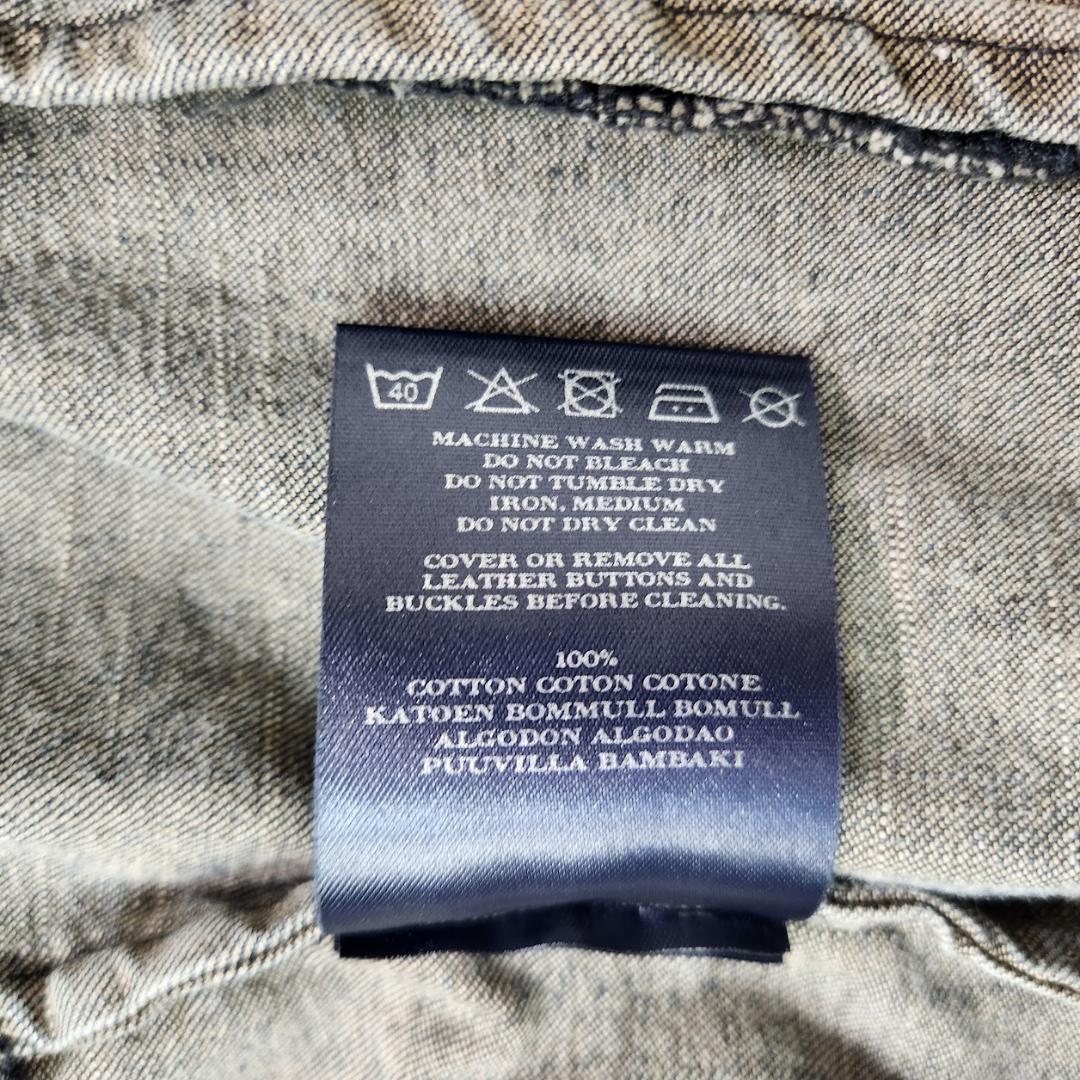 40
MACHINE WASH WARM
DO NOT BLEACH
DO NOT TUMBLE DRY
IRON, MEDIUM
DO NOT DRY CLEAN
COVER OR REMOVE ALL
LEATHER BUTTONS AND
BUCKLES BEFORE CLEANING.
100%
COTTON COTON COTONE
KATOEN BOMMULL BOMULL
ALGODON ALGODAO
PUUVILLA BAMBAKI